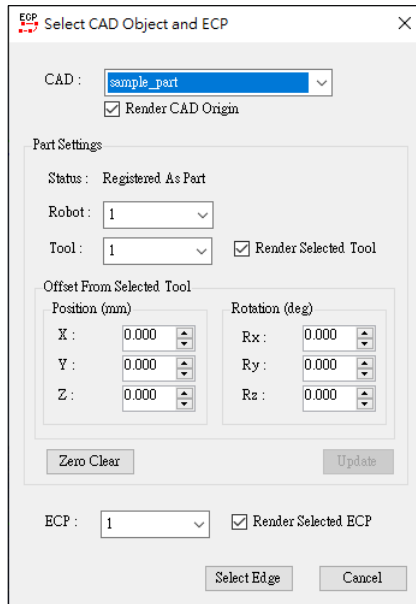 ECP
Select CAD Object and ECP
CAD : sample_part
Render CAD Origin
Part Settings
Status : Registered As Part
Robot : 1
Tool : 1 Render Selected Tool
Offset From Selected Tool
Position (mm) Rotation (deg)
X : 0.000 Rx : 0.000
Y : 0.000 Ry : 0.000
Z : 0.000 Rz : 0.000
Zero Clear Update
ECP : 1 Render Selected ECP
Select Edge Cancel